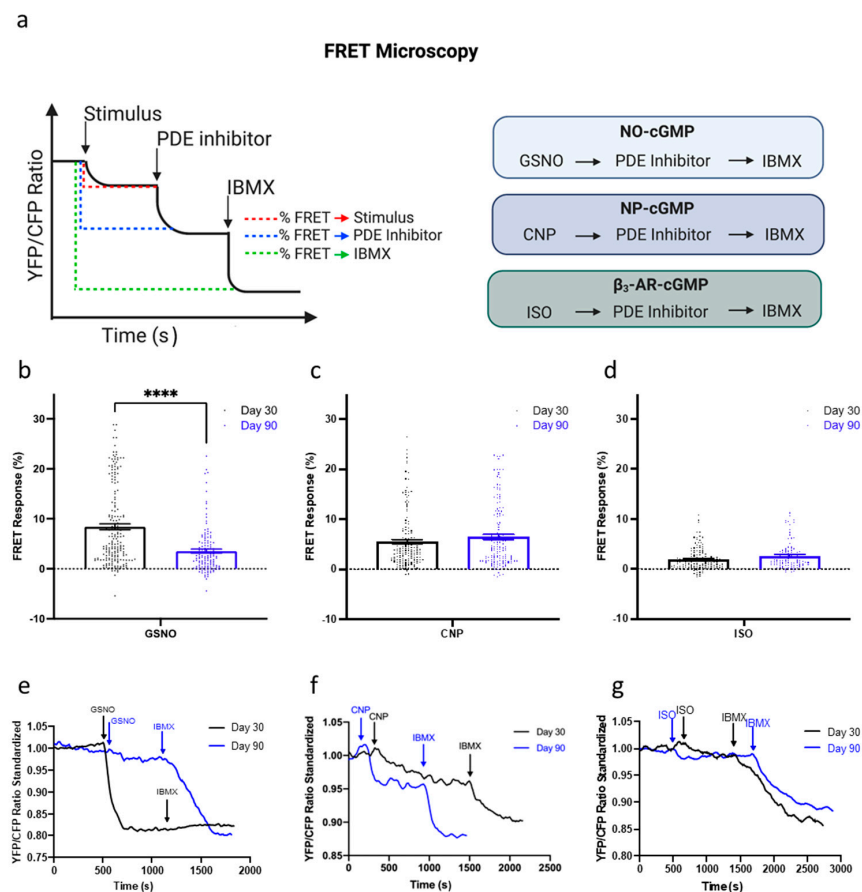 a
FRET Microscopy
Stimulus
PDE inhibitor
IBMX
YFP/CFP Ratio
% FRET → Stimulus
% FRET → PDE Inhibitor
% FRET → IBMX
Time (s)
NO-cGMP
GSNO → PDE Inhibitor → IBMX
NP-cGMP
CNP → PDE Inhibitor → IBMX
β₃-AR-cGMP
ISO → PDE Inhibitor → IBMX
b
****
Day 30
Day 90
FRET Response (%)
30
20
10
0
-10
GSNO
c
Day 30
Day 90
FRET Response (%)
30
20
10
0
-10
CNP
d
Day 30
Day 90
FRET Response (%)
30
20
10
0
-10
ISO
e
GSNO
GSNO
IBMX
IBMX
Day 30
Day 90
YFP/CFP Ratio Standardized
1.05
1.00
0.95
0.90
0.85
0.80
0.75
0 500 1000 1500 2000
Time (s)
f
CNP
CNP
IBMX
IBMX
Day 30
Day 90
YFP/CFP Ratio Standardized
1.05
1.00
0.95
0.90
0.85
0 500 1000 1500 2000 2500
Time (s)
g
ISO
ISO
IBMX
IBMX
Day 30
Day 90
YFP/CFP Ratio Standardized
1.05
1.00
0.95
0.90
0.85
0.80
0 500 1000 1500 2000 2500 3000
Time (s)